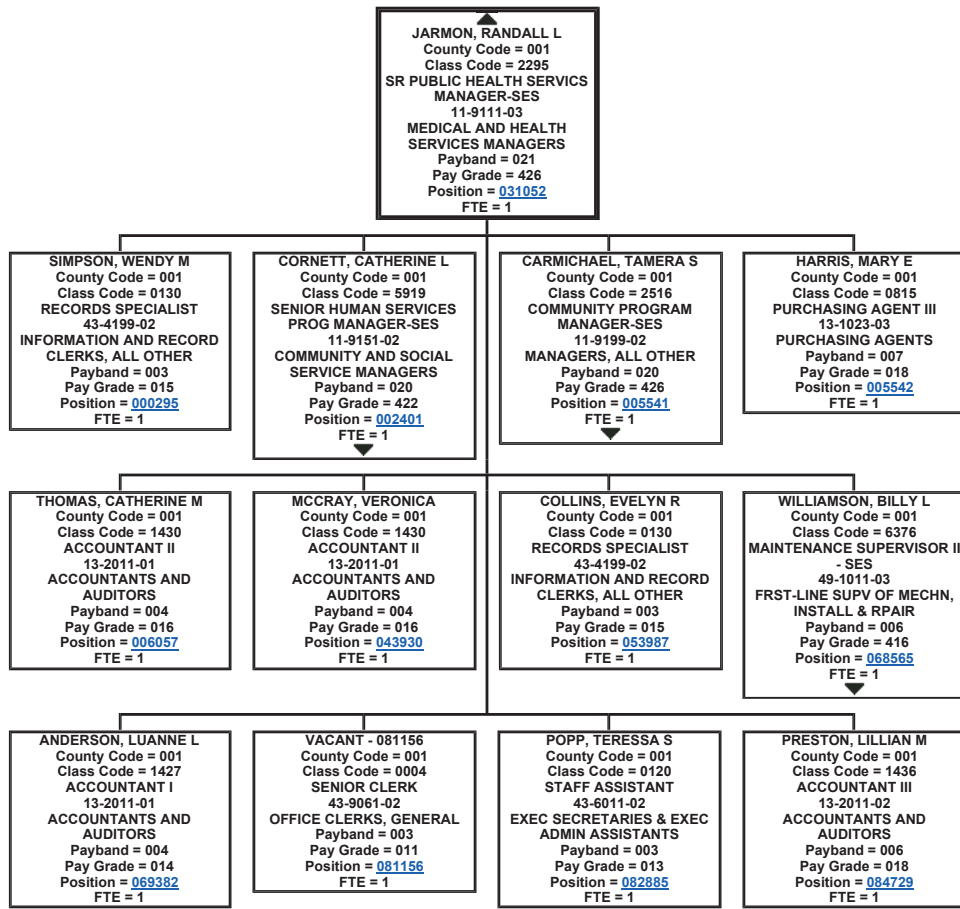 JARMON, RANDALL L
County Code = 001
Class Code = 2295
SR PUBLIC HEALTH SERVICS
MANAGER-SES
11-9111-03
MEDICAL AND HEALTH
SERVICES MANAGERS
Payband = 021
Pay Grade = 426
Position = 031052
FTE = 1
SIMPSON, WENDY M
County Code = 001
Class Code = 0130
RECORDS SPECIALIST
43-4199-02
INFORMATION AND RECORD
CLERKS, ALL OTHER
Payband = 003
Pay Grade = 015
Position = 000295
FTE = 1
CORNETT, CATHERINE L
County Code = 001
Class Code = 5919
SENIOR HUMAN SERVICES
PROG MANAGER-SES
11-9151-02
COMMUNITY AND SOCIAL
SERVICE MANAGERS
Payband = 020
Pay Grade = 422
Position = 002401
FTE = 1
CARMICHAEL, TAMERA S
County Code = 001
Class Code = 2516
COMMUNITY PROGRAM
MANAGER-SES
11-9199-02
MANAGERS, ALL OTHER
Payband = 020
Pay Grade = 426
Position = 005541
FTE = 1
HARRIS, MARY E
County Code = 001
Class Code = 0815
PURCHASING AGENT III
13-1023-03
PURCHASING AGENTS
Payband = 007
Pay Grade = 018
Position = 005542
FTE = 1
THOMAS, CATHERINE M
County Code = 001
Class Code = 1430
ACCOUNTANT II
13-2011-01
ACCOUNTANTS AND
AUDITORS
Payband = 004
Pay Grade = 016
Position = 006057
FTE = 1
MCCRAY, VERONICA
County Code = 001
Class Code = 1430
ACCOUNTANT II
13-2011-01
ACCOUNTANTS AND
AUDITORS
Payband = 004
Pay Grade = 016
Position = 043930
FTE = 1
COLLINS, EVELYN R
County Code = 001
Class Code = 0130
RECORDS SPECIALIST
43-4199-02
INFORMATION AND RECORD
CLERKS, ALL OTHER
Payband = 003
Pay Grade = 015
Position = 053987
FTE = 1
WILLIAMSON, BILLY L
County Code = 001
Class Code = 6376
MAINTENANCE SUPERVISOR II
- SES
49-1011-03
FRST-LINE SUPV OF MECHN,
INSTALL & RPAIR
Payband = 006
Pay Grade = 416
Position = 068565
FTE = 1
ANDERSON, LUANNE L
County Code = 001
Class Code = 1427
ACCOUNTANT I
13-2011-01
ACCOUNTANTS AND
AUDITORS
Payband = 004
Pay Grade = 014
Position = 069382
FTE = 1
VACANT - 081156
County Code = 001
Class Code = 0004
SENIOR CLERK
43-9061-02
OFFICE CLERKS, GENERAL
Payband = 003
Pay Grade = 011
Position = 081156
FTE = 1
POPP, TERESSA S
County Code = 001
Class Code = 0120
STAFF ASSISTANT
43-6011-02
EXEC SECRETARIES & EXEC
ADMIN ASSISTANTS
Payband = 003
Pay Grade = 013
Position = 082885
FTE = 1
PRESTON, LILLIAN M
County Code = 001
Class Code = 1436
ACCOUNTANT III
13-2011-02
ACCOUNTANTS AND
AUDITORS
Payband = 006
Pay Grade = 018
Position = 084729
FTE = 1